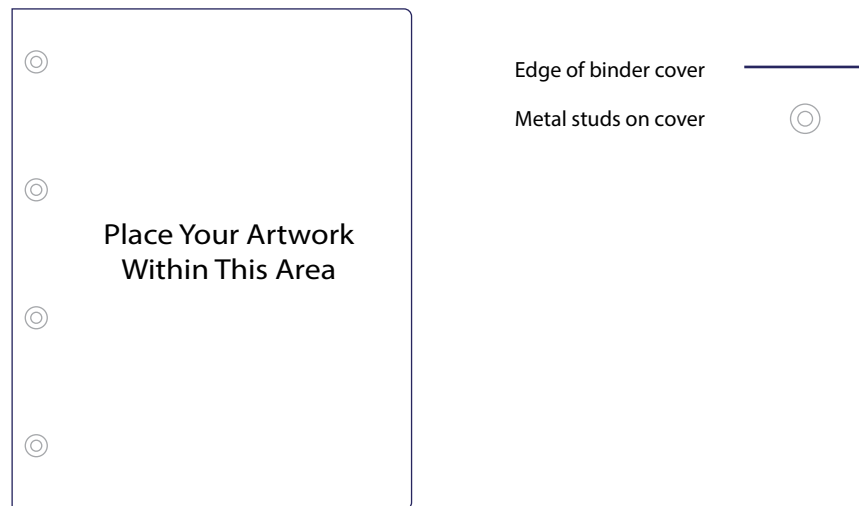 Edge of binder cover
Metal studs on cover
Place Your Artwork
Within This Area